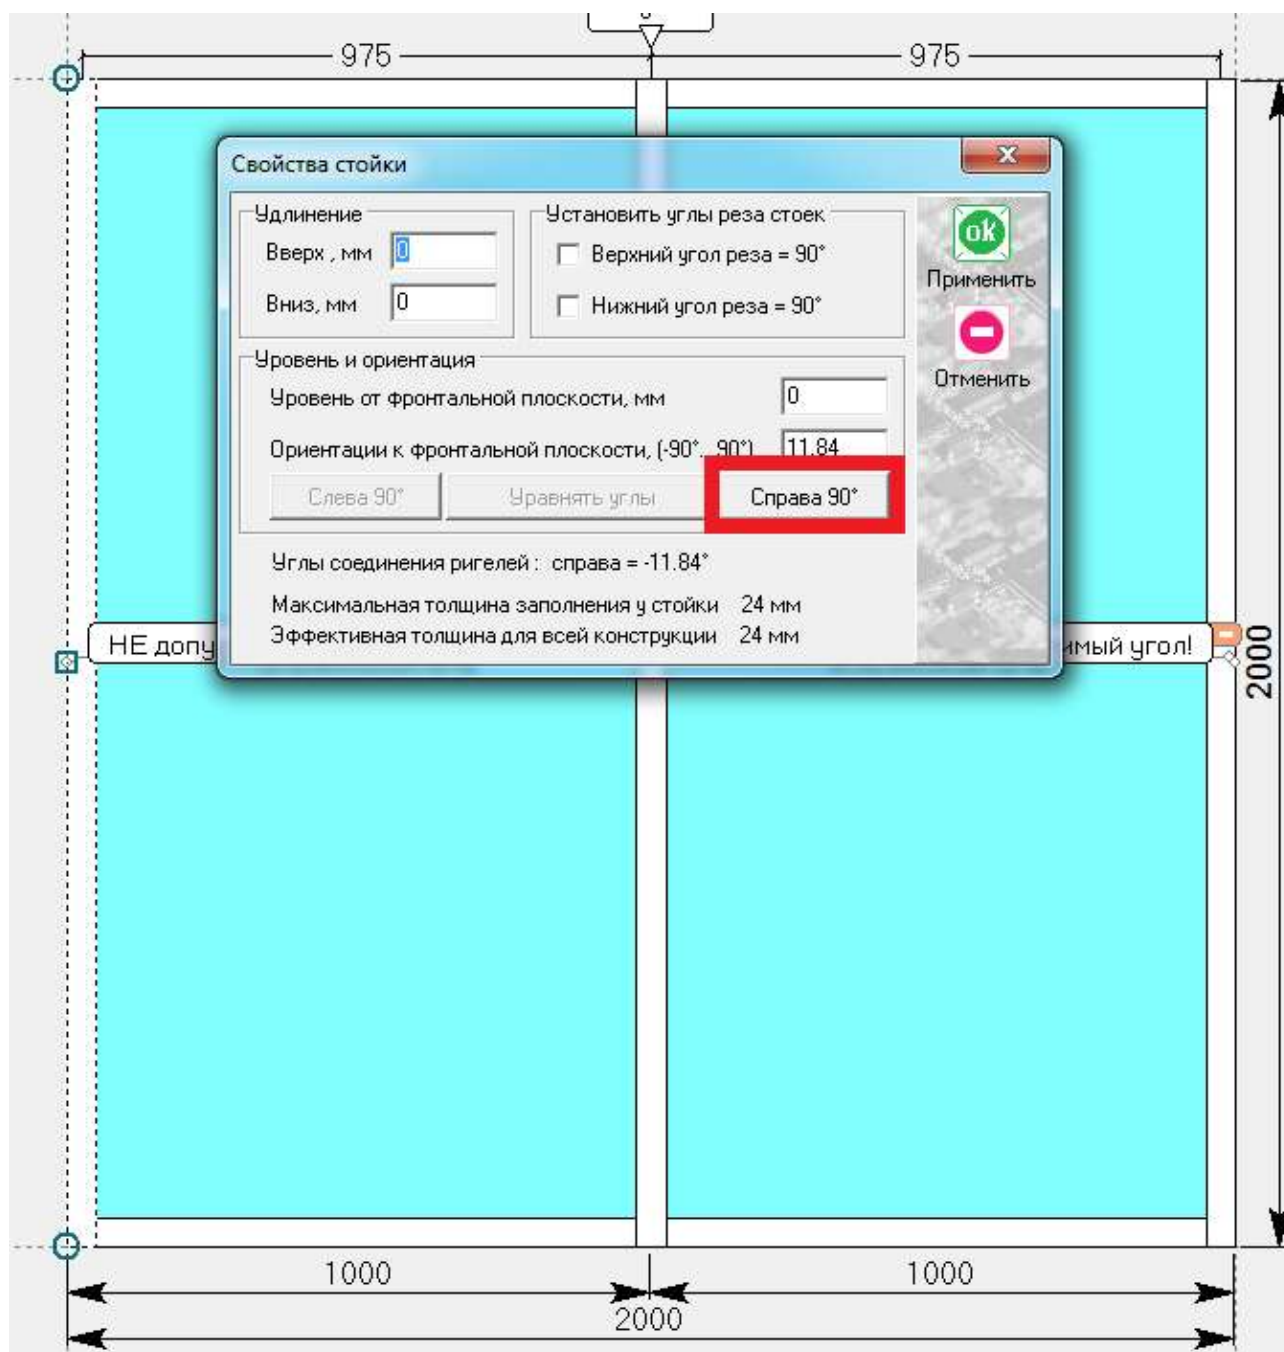 975
975
Свойства стойки
Удлинение
Вверх , мм 0
Вниз, мм 0
Установить углы реза стоек
Верхний угол реза = 90°
Нижний угол реза = 90°
ok
Применить
Отменить
Уровень и ориентация
Уровень от фронтальной плоскости, мм 0
Ориентации к фронтальной плоскости, (-90°.. 90°) 11.84
Слева 90° Уравнять углы Справа 90°
Углы соединения ригелей : справа = -11.84°
Максимальная толщина заполнения у стойки 24 мм
Эффективная толщина для всей конструкции 24 мм
НЕ допу
имый угол!
2000
1000
1000
2000